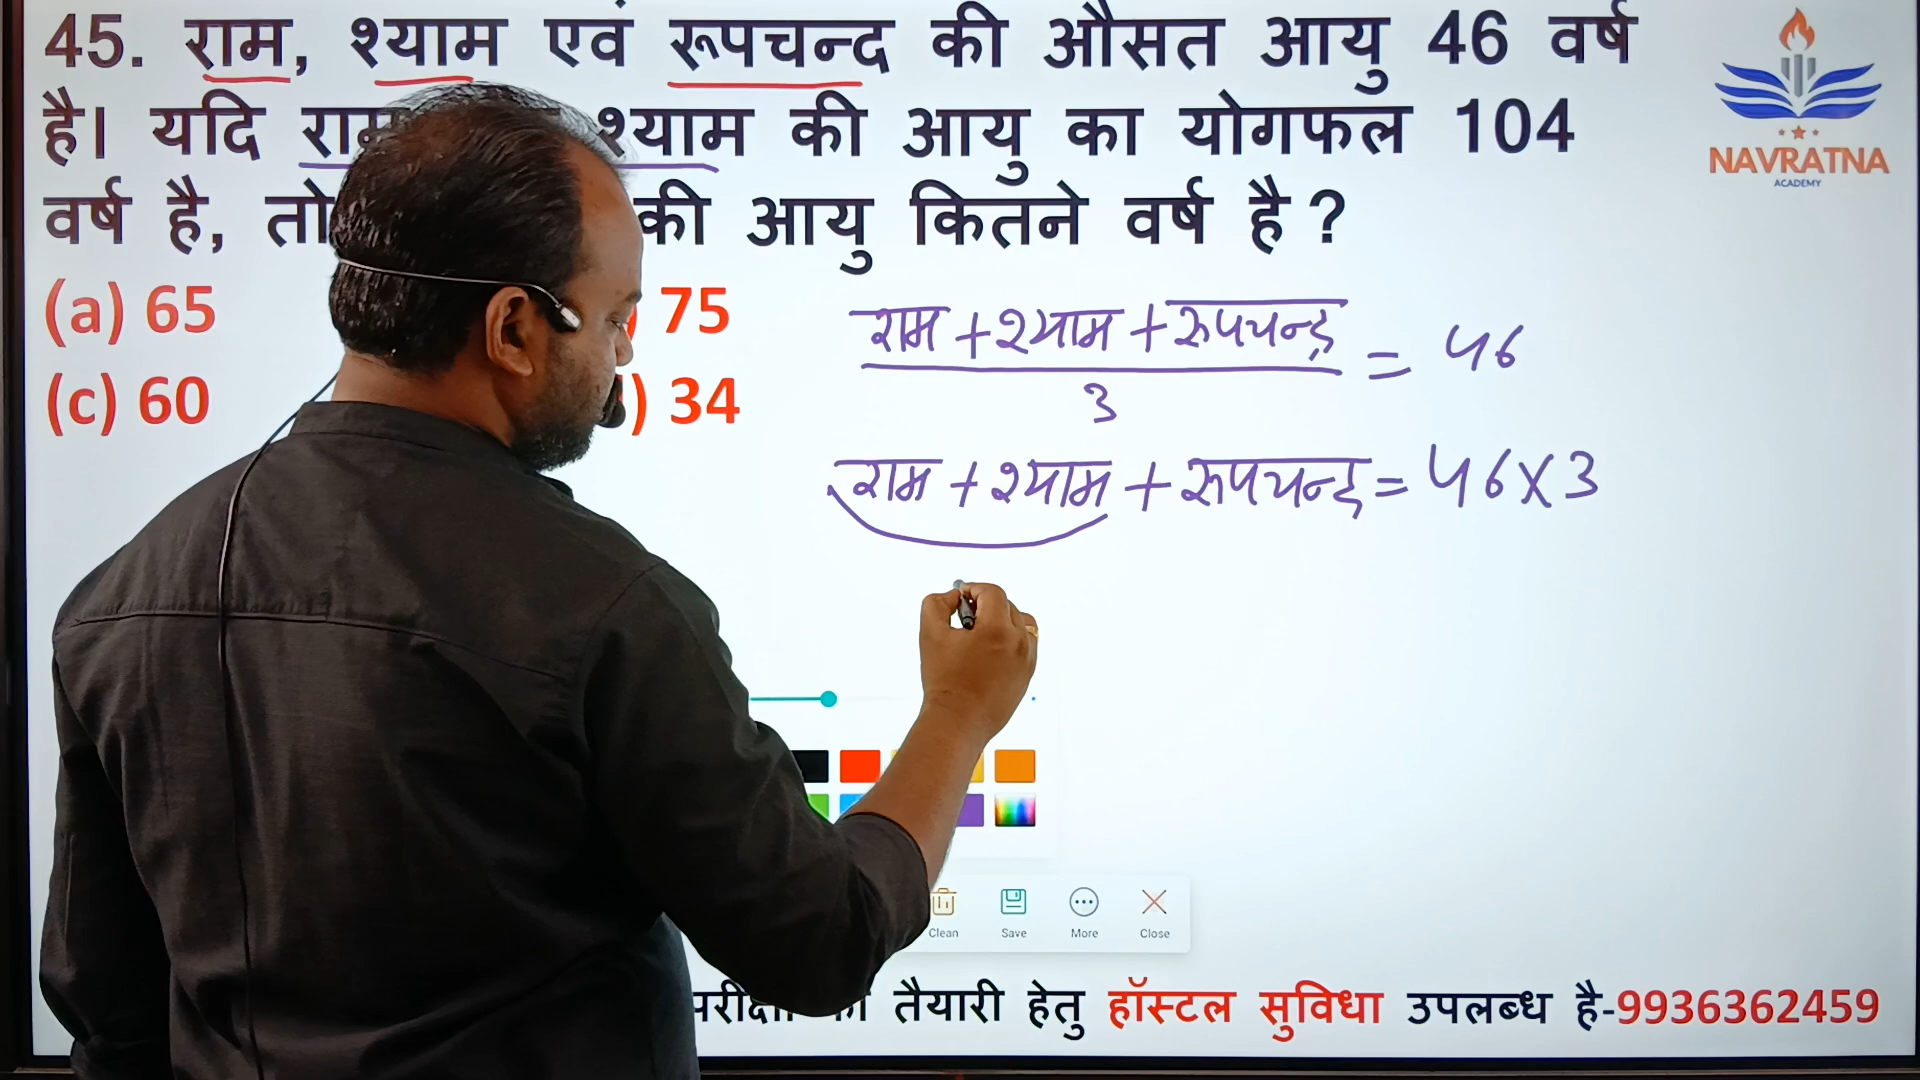 45. राम, श्याम एवं रूपचन्द की औसत आयु 46 वर्ष
है। यदि श्याम की आयु का योगफल 104
वर्ष है, तो की आयु कितने वर्ष है ?
(a) 65 75
(c) 60 ) 34
राम + श्याम + रूपचन्द्र
3
= 46
राम + श्याम + रूपचन्द्र = 46 × 3
NAVRATNA
ACADEMY
Clean Save More Close
तैयारी हेतु हॉस्टल सुविधा उपलब्ध है-9936362459